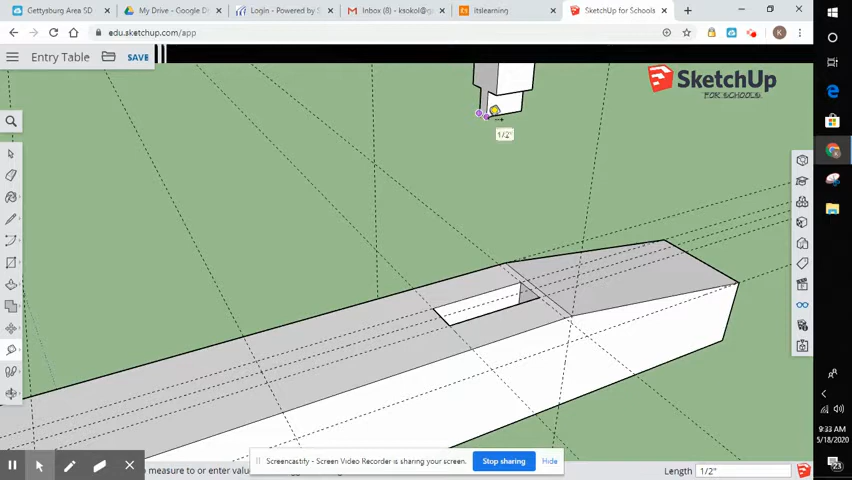 Gettysburg Area SD
My Drive - Google D
Login - Powered by S
Inbox (8) - ksokol@g
Itslearning
SketchUp for Schools
edu.sketchup.com/app
K
Entry Table
SAVE
SketchUp
FOR SCHOOLS
1/2"
9:33 AM
5/18/2020
23
Screencastify - Screen Video Recorder is sharing your screen.
Stop sharing
Hide
to measure or enter valu
Length
1/2"